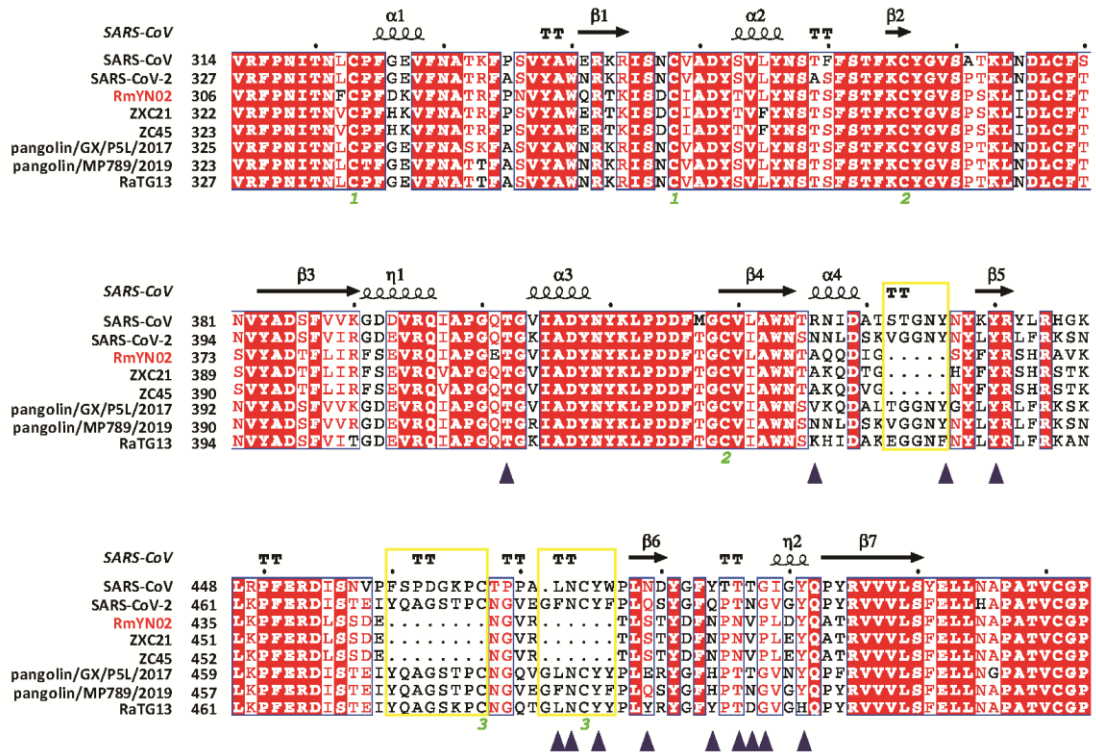 SARS-CoV α1 TT β1 α2 TT β2
SARS-CoV 314 VRFPNITNLCPFGEVFNATKFPSVYAWERKRISNCVADYSVLYNSTFFSTFKCYGVSATKLNDLCFS
SARS-CoV-2 327 VRFPNITNLCPFGEVFNATRFASVYAWNRKRISNCVADYSVLYNSASFSTFKCYGVSPTKLNDLCFT
RmYN02 306 VRFPNITNFCPFDKVFNATRFPNVYAWQRTKISDCIADYTVLYNSTSFSTFKCYGVSPSKLIDLCFT
ZXC21 322 VRFPNITNVCPFHKVFNATRFPSVYAWERTKISDCIADYTVFYNSTSFSTFKCYGVSPSKLIDLCFT
ZC45 323 VRFPNITNVCPFHKVFNATRFPSVYAWERTKISDCIADYTVFYNSTSFSTFKCYGVSPSKLIDLCFT
pangolin/GX/P5L/2017 325 VRFPNITNLCPFGEVFNASKFASVYAWNRKRISNCVADYSVLYNSTSFSTFKCYGVSPTKLNDLCFT
pangolin/MP789/2019 323 VRFPNITNLCPFGEVFNATTFASVYAWNRKRISNCVADYSVLYNSTSFSTFKCYGVSPTKLNDLCFT
RaTG13 327 VRFPNITNLCPFGEVFNATTFASVYAWNRKRISNCVADYSVLYNSTSFSTFKCYGVSPTKLNDLCFT
1 1 2
SARS-CoV β3 η1 α3 β4 α4 TT β5
SARS-CoV 381 NVYADSFVVKGDDVRQIAPGQTGVIADYNYKLPDDFMGCVLAWNTRNIDATSTGNYNYKYRYLRHGK
SARS-CoV-2 394 NVYADSFVIRGDEVRQIAPGQTGKIADYNYKLPDDFTGCVIAWNSNNLDSKVGGNYNYLYRLFRKSN
RmYN02 373 SVYADTFLIRFSEVRQIAPGETGVIADYNYKLPDDFTGCVIAWNTAQQDIG.....SYFYRSHRAVK
ZXC21 389 SVYADTFLIRFSEVRQVAPGQTGVIADYNYKLPDDFTGCVIAWNTAKQDTG.....HYFYRSHRSTK
ZC45 390 SVYADTFLIRFSEVRQVAPGQTGVIADYNYKLPDDFTGCVIAWNTAKQDVG.....NYFYRSHRSTK
pangolin/GX/P5L/2017 392 NVYADSFVVKGDEVRQIAPGQTGVIADYNYKLPDDFTGCVIAWNSVKQDALTGGNYGYLYRLFRKSK
pangolin/MP789/2019 390 NVYADSFVVRGDEVRQIAPGQTGRIADYNYKLPDDFTGCVIAWNSNNLDSKVGGNYNYLYRLFRKSN
RaTG13 394 NVYADSFVITGDEVRQIAPGQTGKIADYNYKLPDDFTGCVIAWNSKHIDAKEGGNFNYLYRLFRKAN
2
SARS-CoV TT TT TT TT β6 TT η2 β7
SARS-CoV 448 LRPFERDISNVPFSPDGKPCTPPA.LNCYWPLNDYGFYTTTGIGYQPYRVVVLSYELLNAPATVCGP
SARS-CoV-2 461 LKPFERDISTEIYQAGSTPCNGVEGFNCYFPLQSYGFQPTNGVGYQPYRVVVLSFELLHAPATVCGP
RmYN02 435 LKPFERDLSSDE........NGVR......TLSTYDFNPNVPLDYQATRVVVLSFELLNAPATVCGP
ZXC21 451 LKPFERDLSSDE........NGVR......TLSTYDFNPNVPLEYQATRVVVLSFELLNAPATVCGP
ZC45 452 LKPFERDLSSDE........NGVR......TLSTYDFNPNVPLEYQATRVVVLSFELLNAPATVCGP
pangolin/GX/P5L/2017 459 LKPFERDISTEIYQAGSTPCNGQVGLNCYYPLERYGFHPTTGVNYQPFRVVVLSFELLNGPATVCGP
pangolin/MP789/2019 457 LKPFERDISTEIYQAGSTPCNGVEGFNCYFPLQSYGFHPTNGVGYQPYRVVVLSFELLNAPATVCGP
RaTG13 461 LKPFERDISTEIYQAGSKPCNGQTGLNCYYPLYRYGFYPTDGVGHQPYRVVVLSFELLNAPATVCGP
3 3